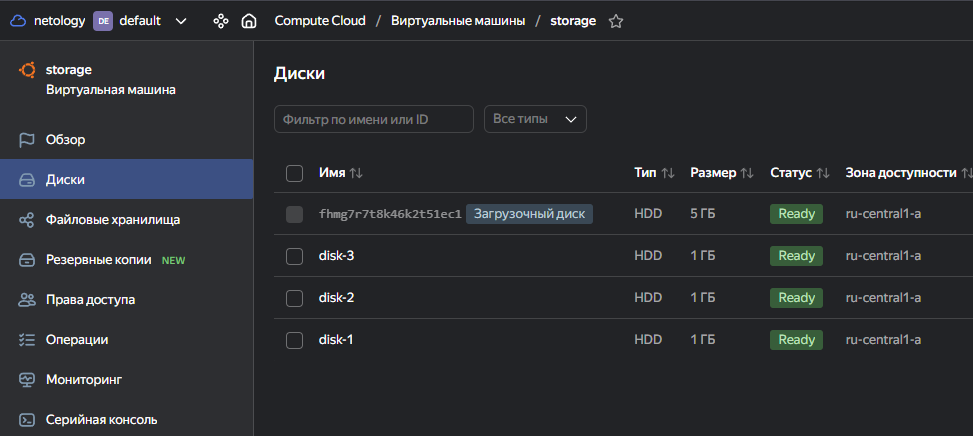 netology DE default Compute Cloud / Виртуальные машины / storage
storage
Виртуальная машина
Обзор
Диски
Файловые хранилища
Резервные копии NEW
Права доступа
Операции
Мониторинг
Серийная консоль
Диски
Фильтр по имени или ID Все типы
Имя Тип Размер Статус Зона доступности
fhmg7r7t8k46k2t51ec1 Загрузочный диск HDD 5 ГБ Ready ru-central1-a
disk-3 HDD 1 ГБ Ready ru-central1-a
disk-2 HDD 1 ГБ Ready ru-central1-a
disk-1 HDD 1 ГБ Ready ru-central1-a